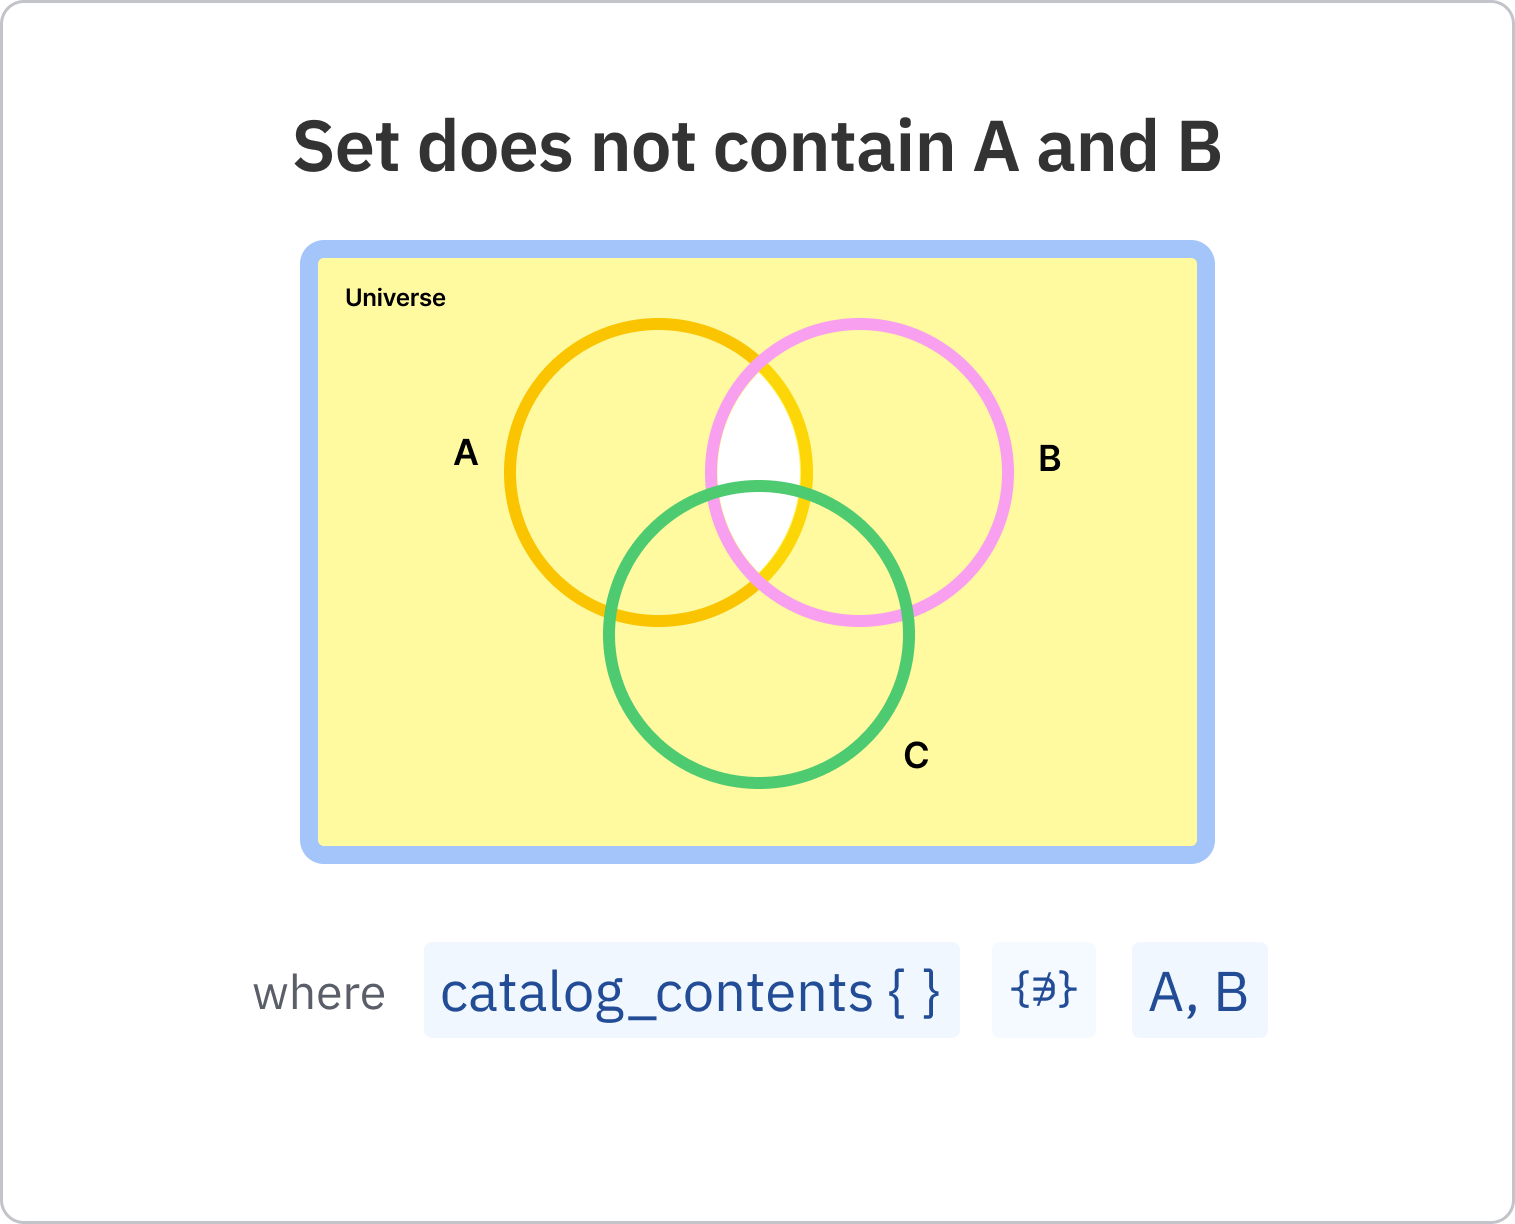 Set does not contain A and B
Universe
A
B
C
where catalog_contents { } {∌} A, B